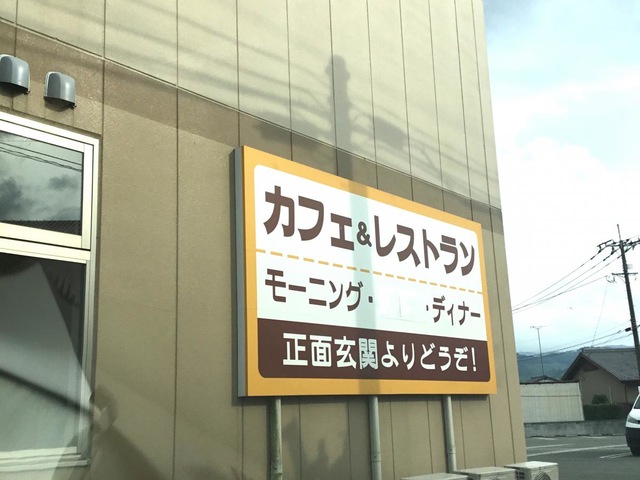 カフェ&レストラン
モーニング・ ・ディナー
正面玄関よりどうぞ!